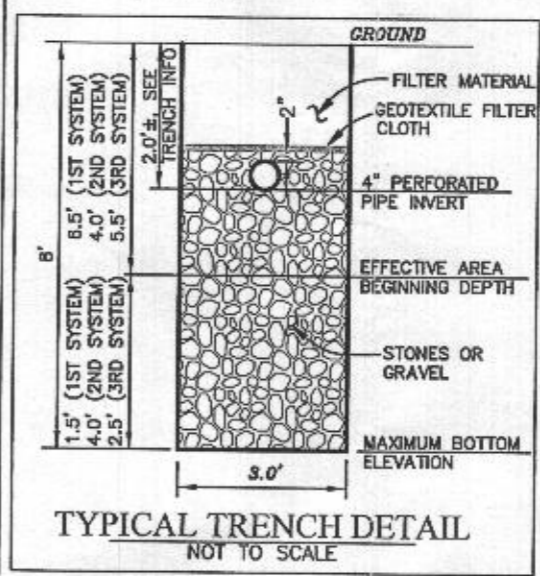 GROUND
FILTER MATERIAL
GEOTEXTILE FILTER
CLOTH
2"
2.0'±, SEE
TRENCH INFO
6.5' (1ST SYSTEM)
4.0' (2ND SYSTEM)
5.5' (3RD SYSTEM)
8'
4" PERFORATED
PIPE INVERT
EFFECTIVE AREA
BEGINNING DEPTH
1.5' (1ST SYSTEM)
4.0' (2ND SYSTEM)
2.5' (3RD SYSTEM)
STONES OR
GRAVEL
MAXIMUM BOTTOM
ELEVATION
3.0'
TYPICAL TRENCH DETAIL
NOT TO SCALE